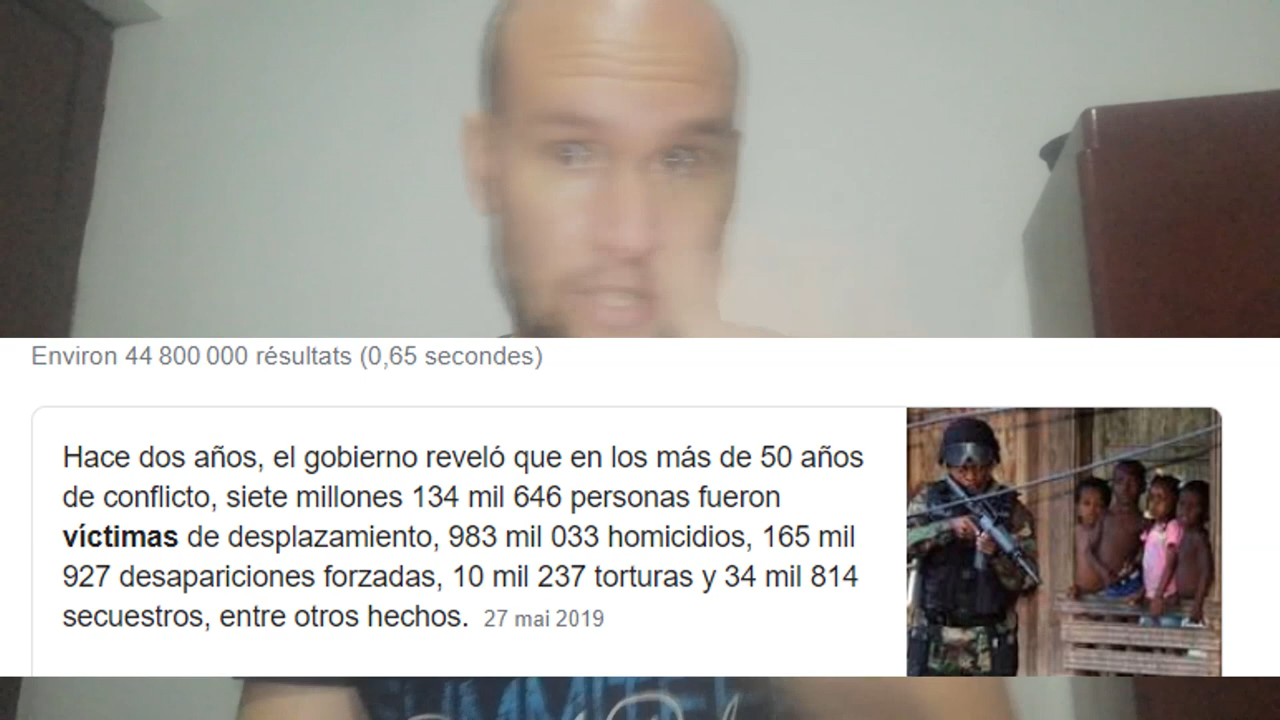 Environ 44 800 000 résultats (0,65 secondes)
Hace dos años, el gobierno reveló que en los más de 50 años
de conflicto, siete millones 134 mil 646 personas fueron
víctimas de desplazamiento, 983 mil 033 homicidios, 165 mil
927 desapariciones forzadas, 10 mil 237 torturas y 34 mil 814
secuestros, entre otros hechos. 27 mai 2019